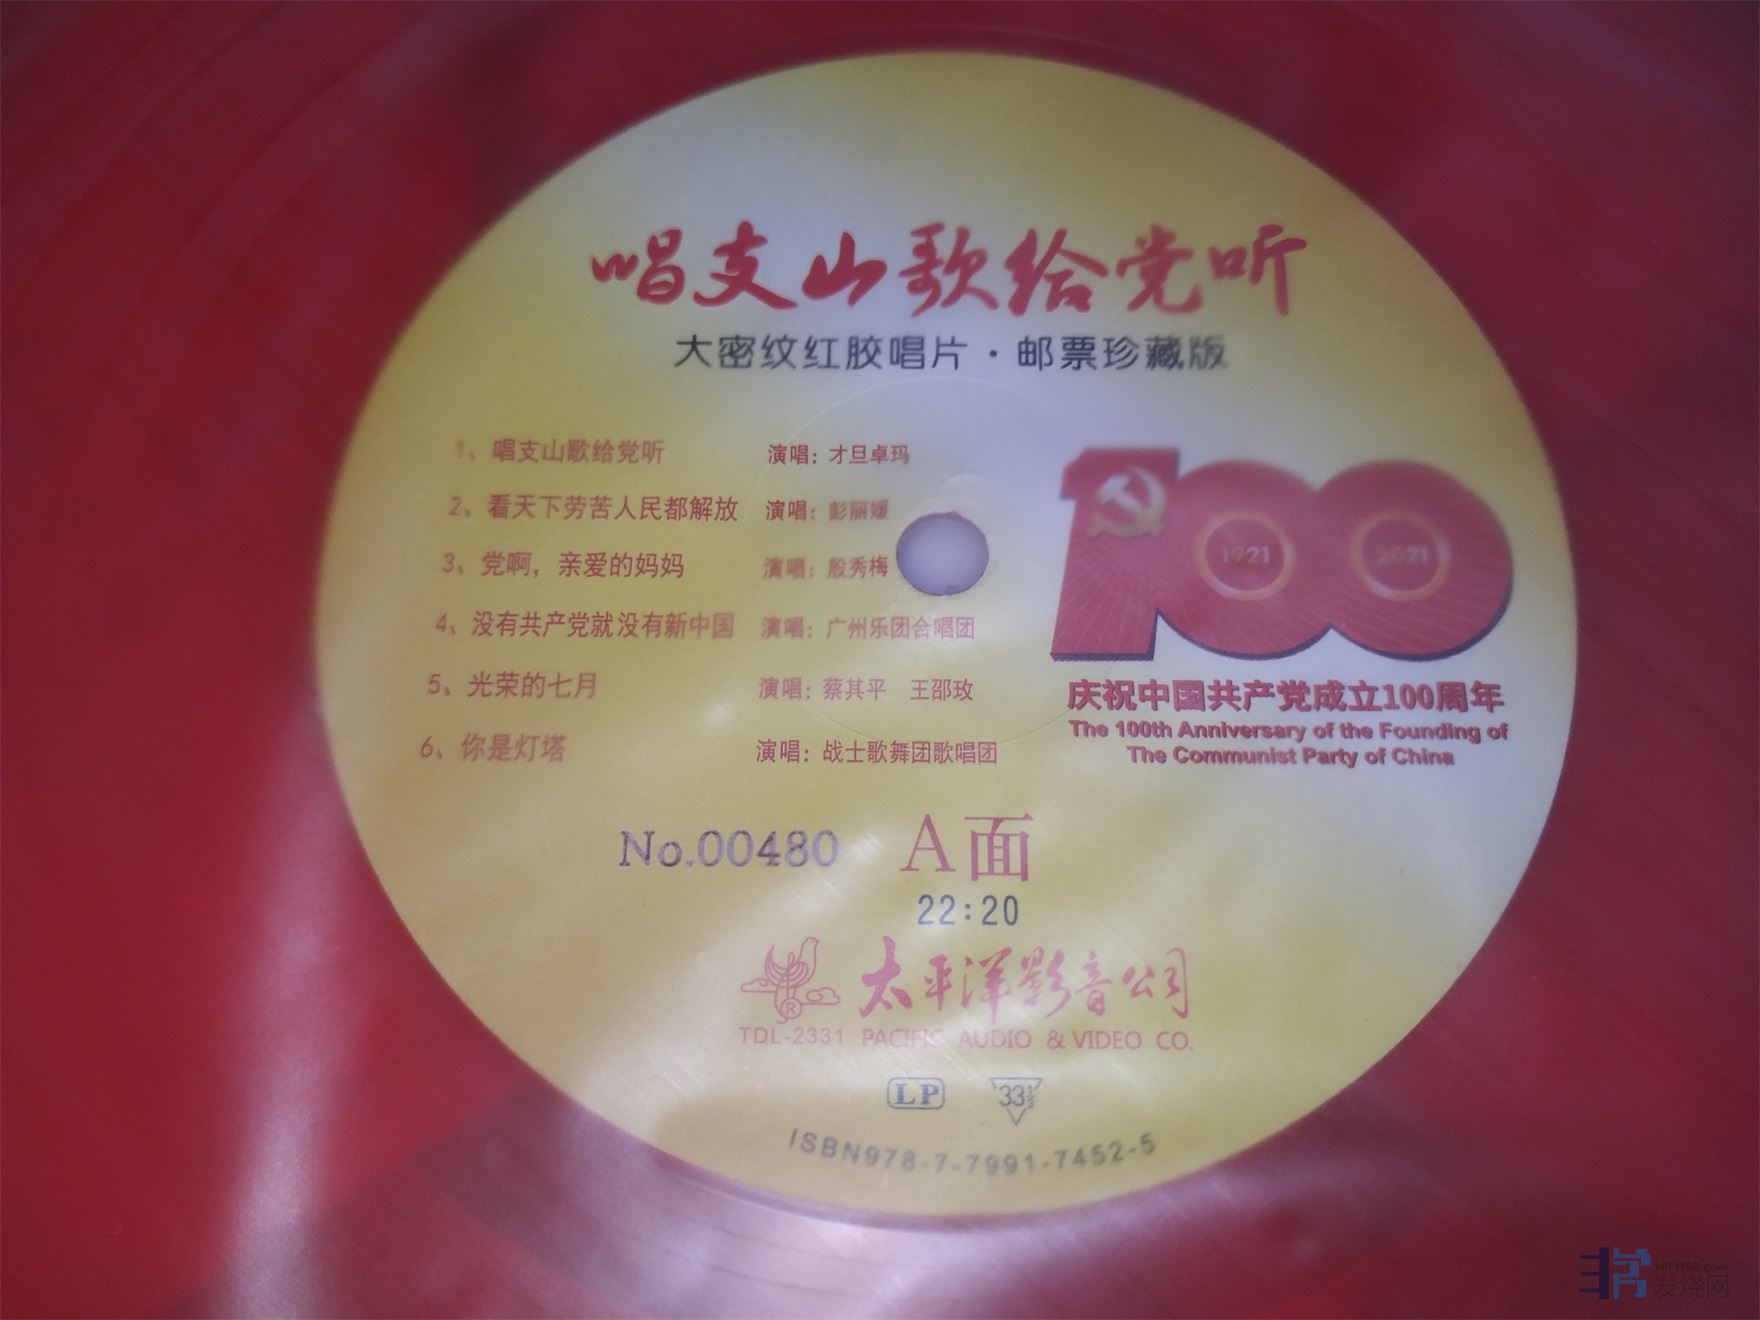 唱支山歌给党听
大密纹红胶唱片·邮票珍藏版
1、唱支山歌给党听 演唱：才旦卓玛
2、看天下劳苦人民都解放 演唱：彭丽媛
3、党啊，亲爱的妈妈 演唱：殷秀梅
4、没有共产党就没有新中国 演唱：广州乐团合唱团
5、光荣的七月 演唱：蔡其平 王邵玫
6、你是灯塔 演唱：战士歌舞团歌唱团
100
1921
2021
庆祝中国共产党成立100周年
The 100th Anniversary of the Founding of
The Communist Party of China
No.00480 A面
22:20
太平洋影音公司
®
TDL-2331 PACIFIC AUDIO & VIDEO CO.
LP 33⅓
ISBN978-7-7991-7452-5
HIFI168.com
发烧网